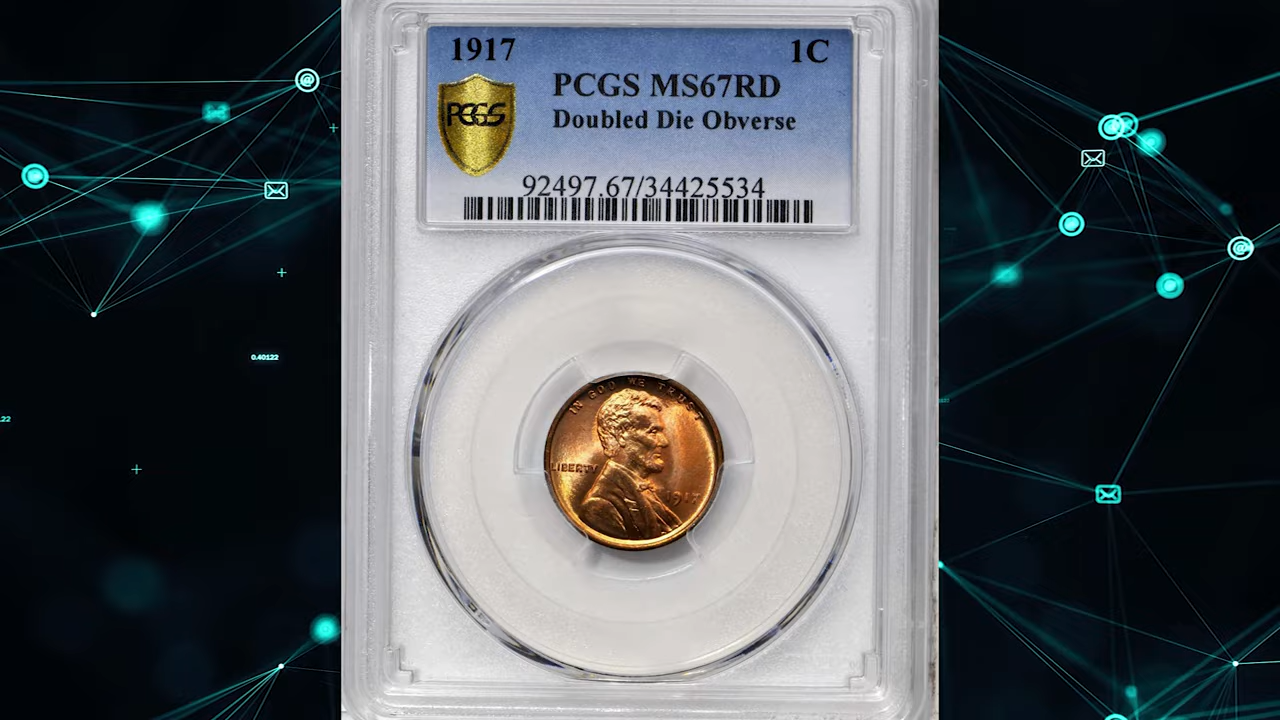 1917 1C
PCGS MS67RD
PCGS
Doubled Die Obverse
92497.67/34425534
IN GOD WE TRUST
LIBERTY
1917
0.40122
.22